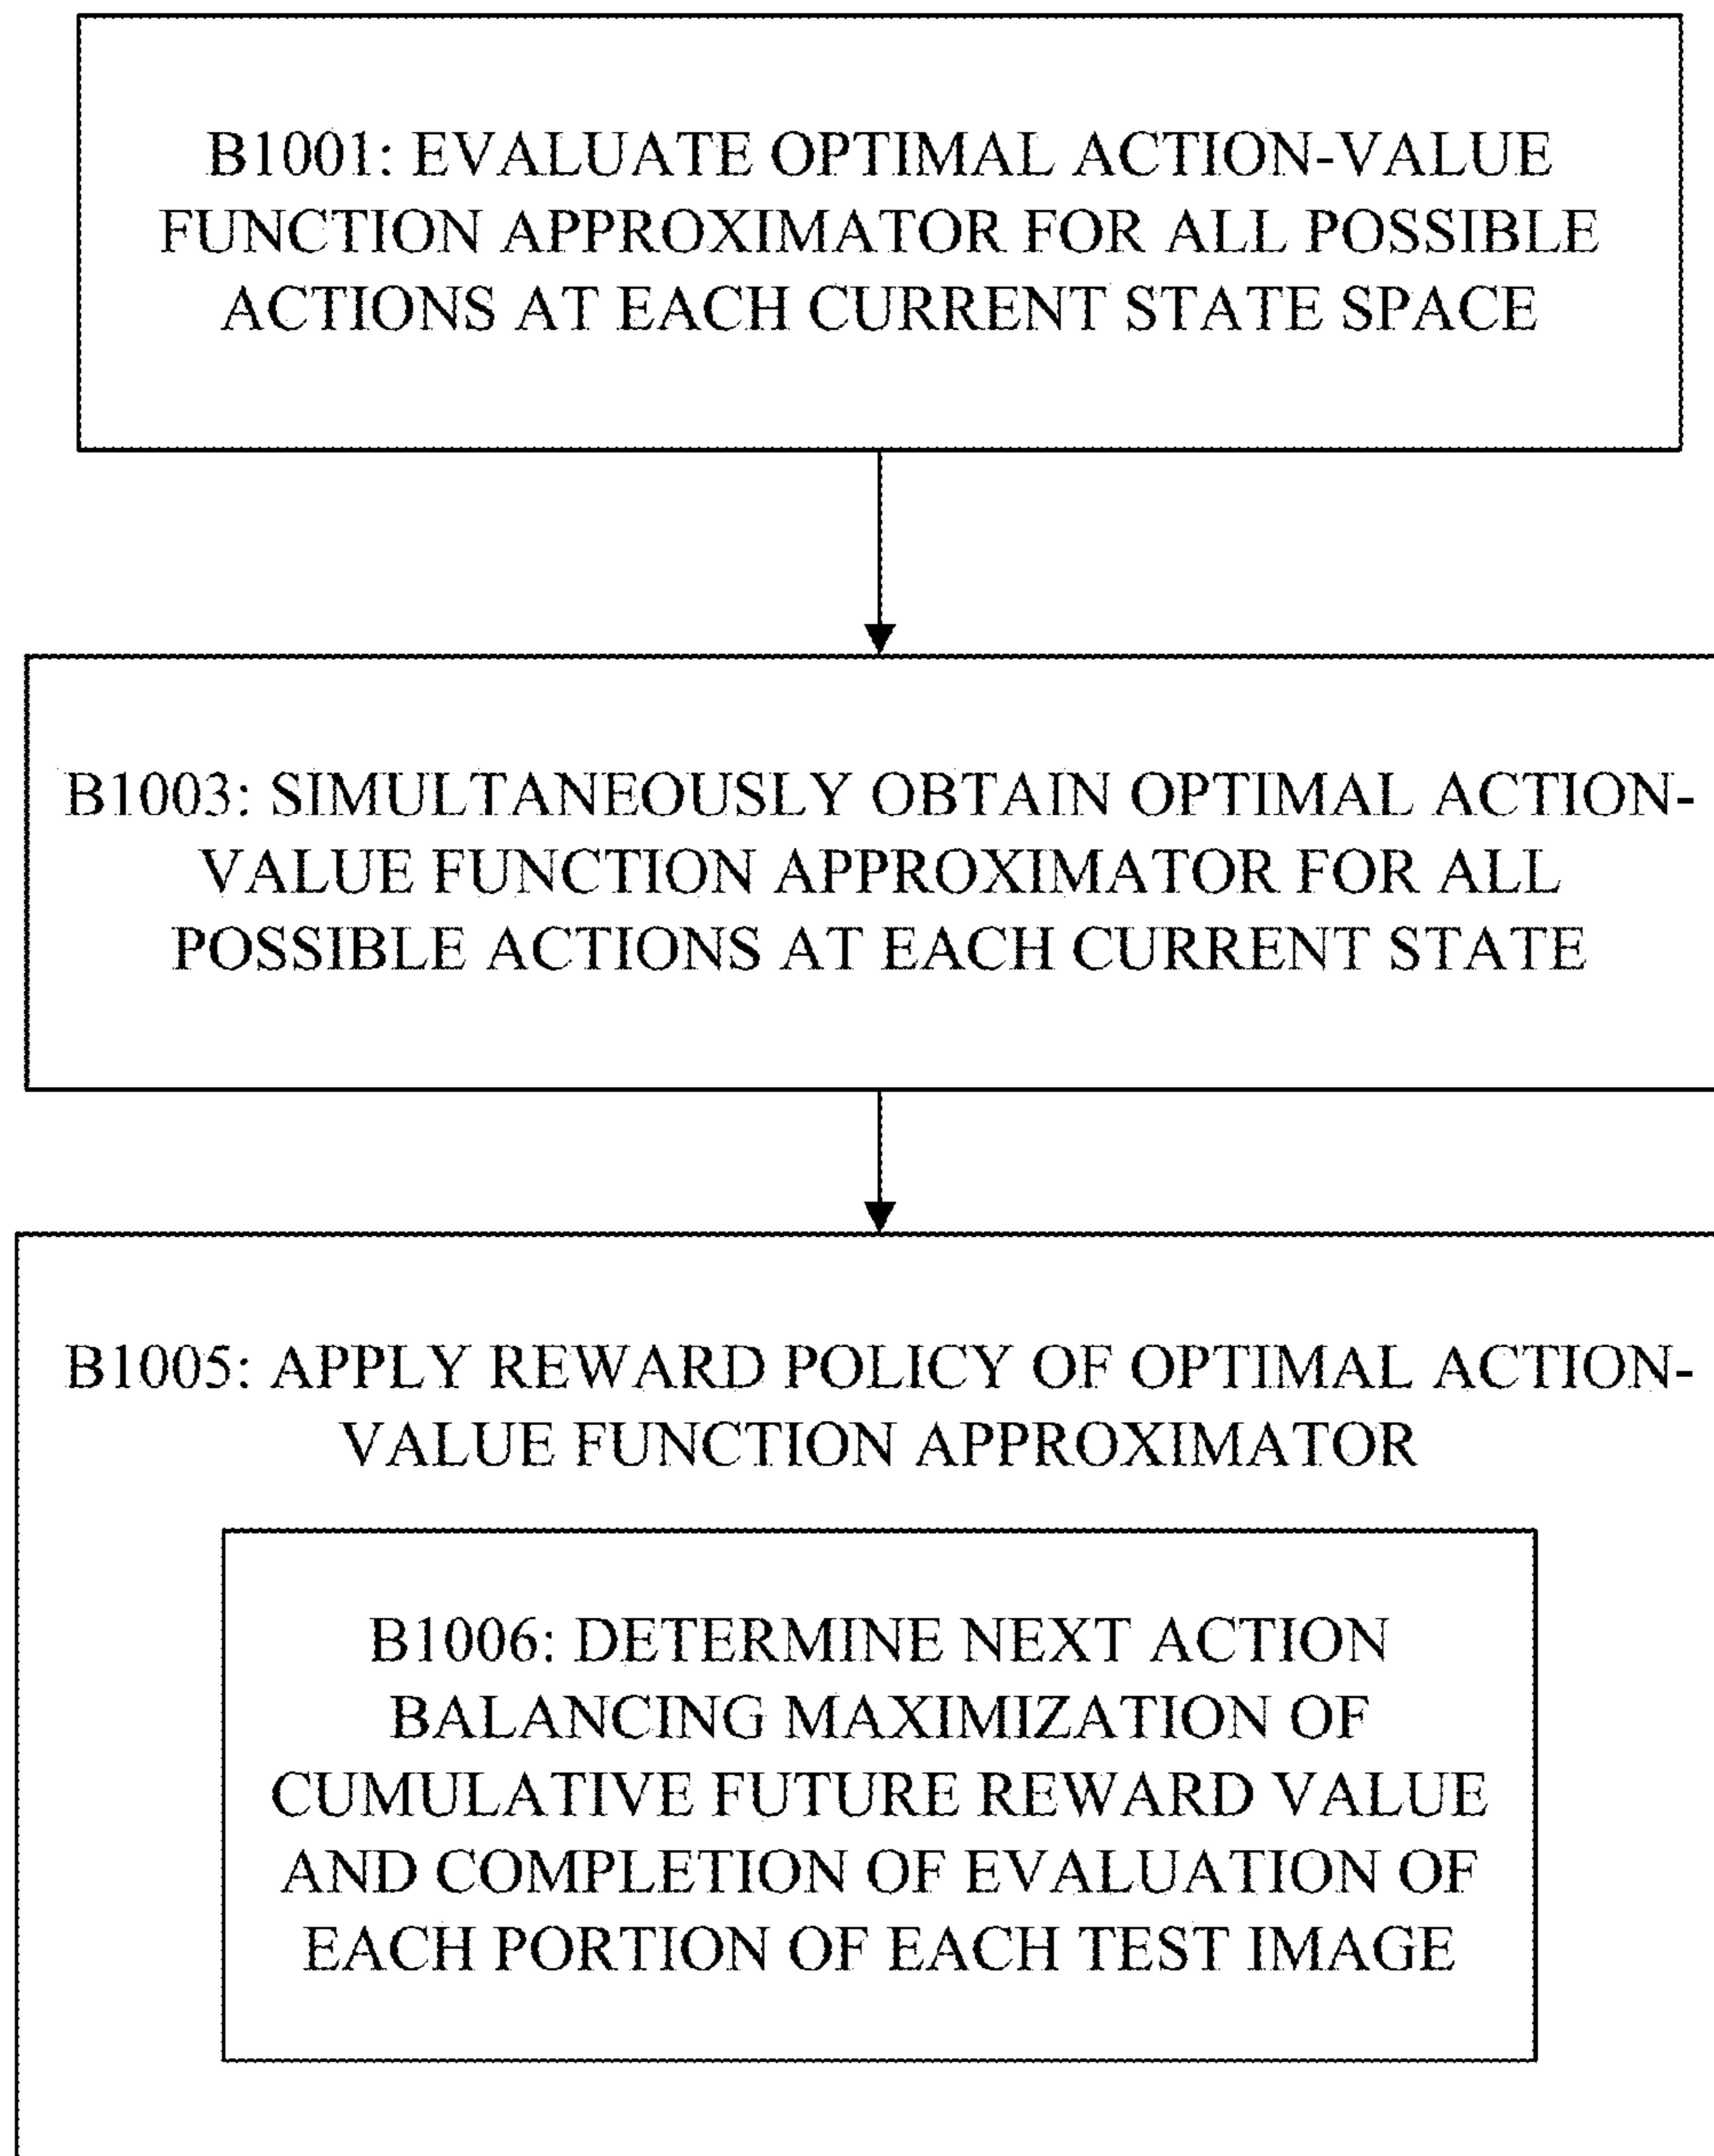 B1001: EVALUATE OPTIMAL ACTION-VALUE
FUNCTION APPROXIMATOR FOR ALL POSSIBLE
ACTIONS AT EACH CURRENT STATE SPACE
B1003: SIMULTANEOUSLY OBTAIN OPTIMAL ACTION-
VALUE FUNCTION APPROXIMATOR FOR ALL
POSSIBLE ACTIONS AT EACH CURRENT STATE
B1005: APPLY REWARD POLICY OF OPTIMAL ACTION-
VALUE FUNCTION APPROXIMATOR
B1006: DETERMINE NEXT ACTION
BALANCING MAXIMIZATION OF
CUMULATIVE FUTURE REWARD VALUE
AND COMPLETION OF EVALUATION OF
EACH PORTION OF EACH TEST IMAGE